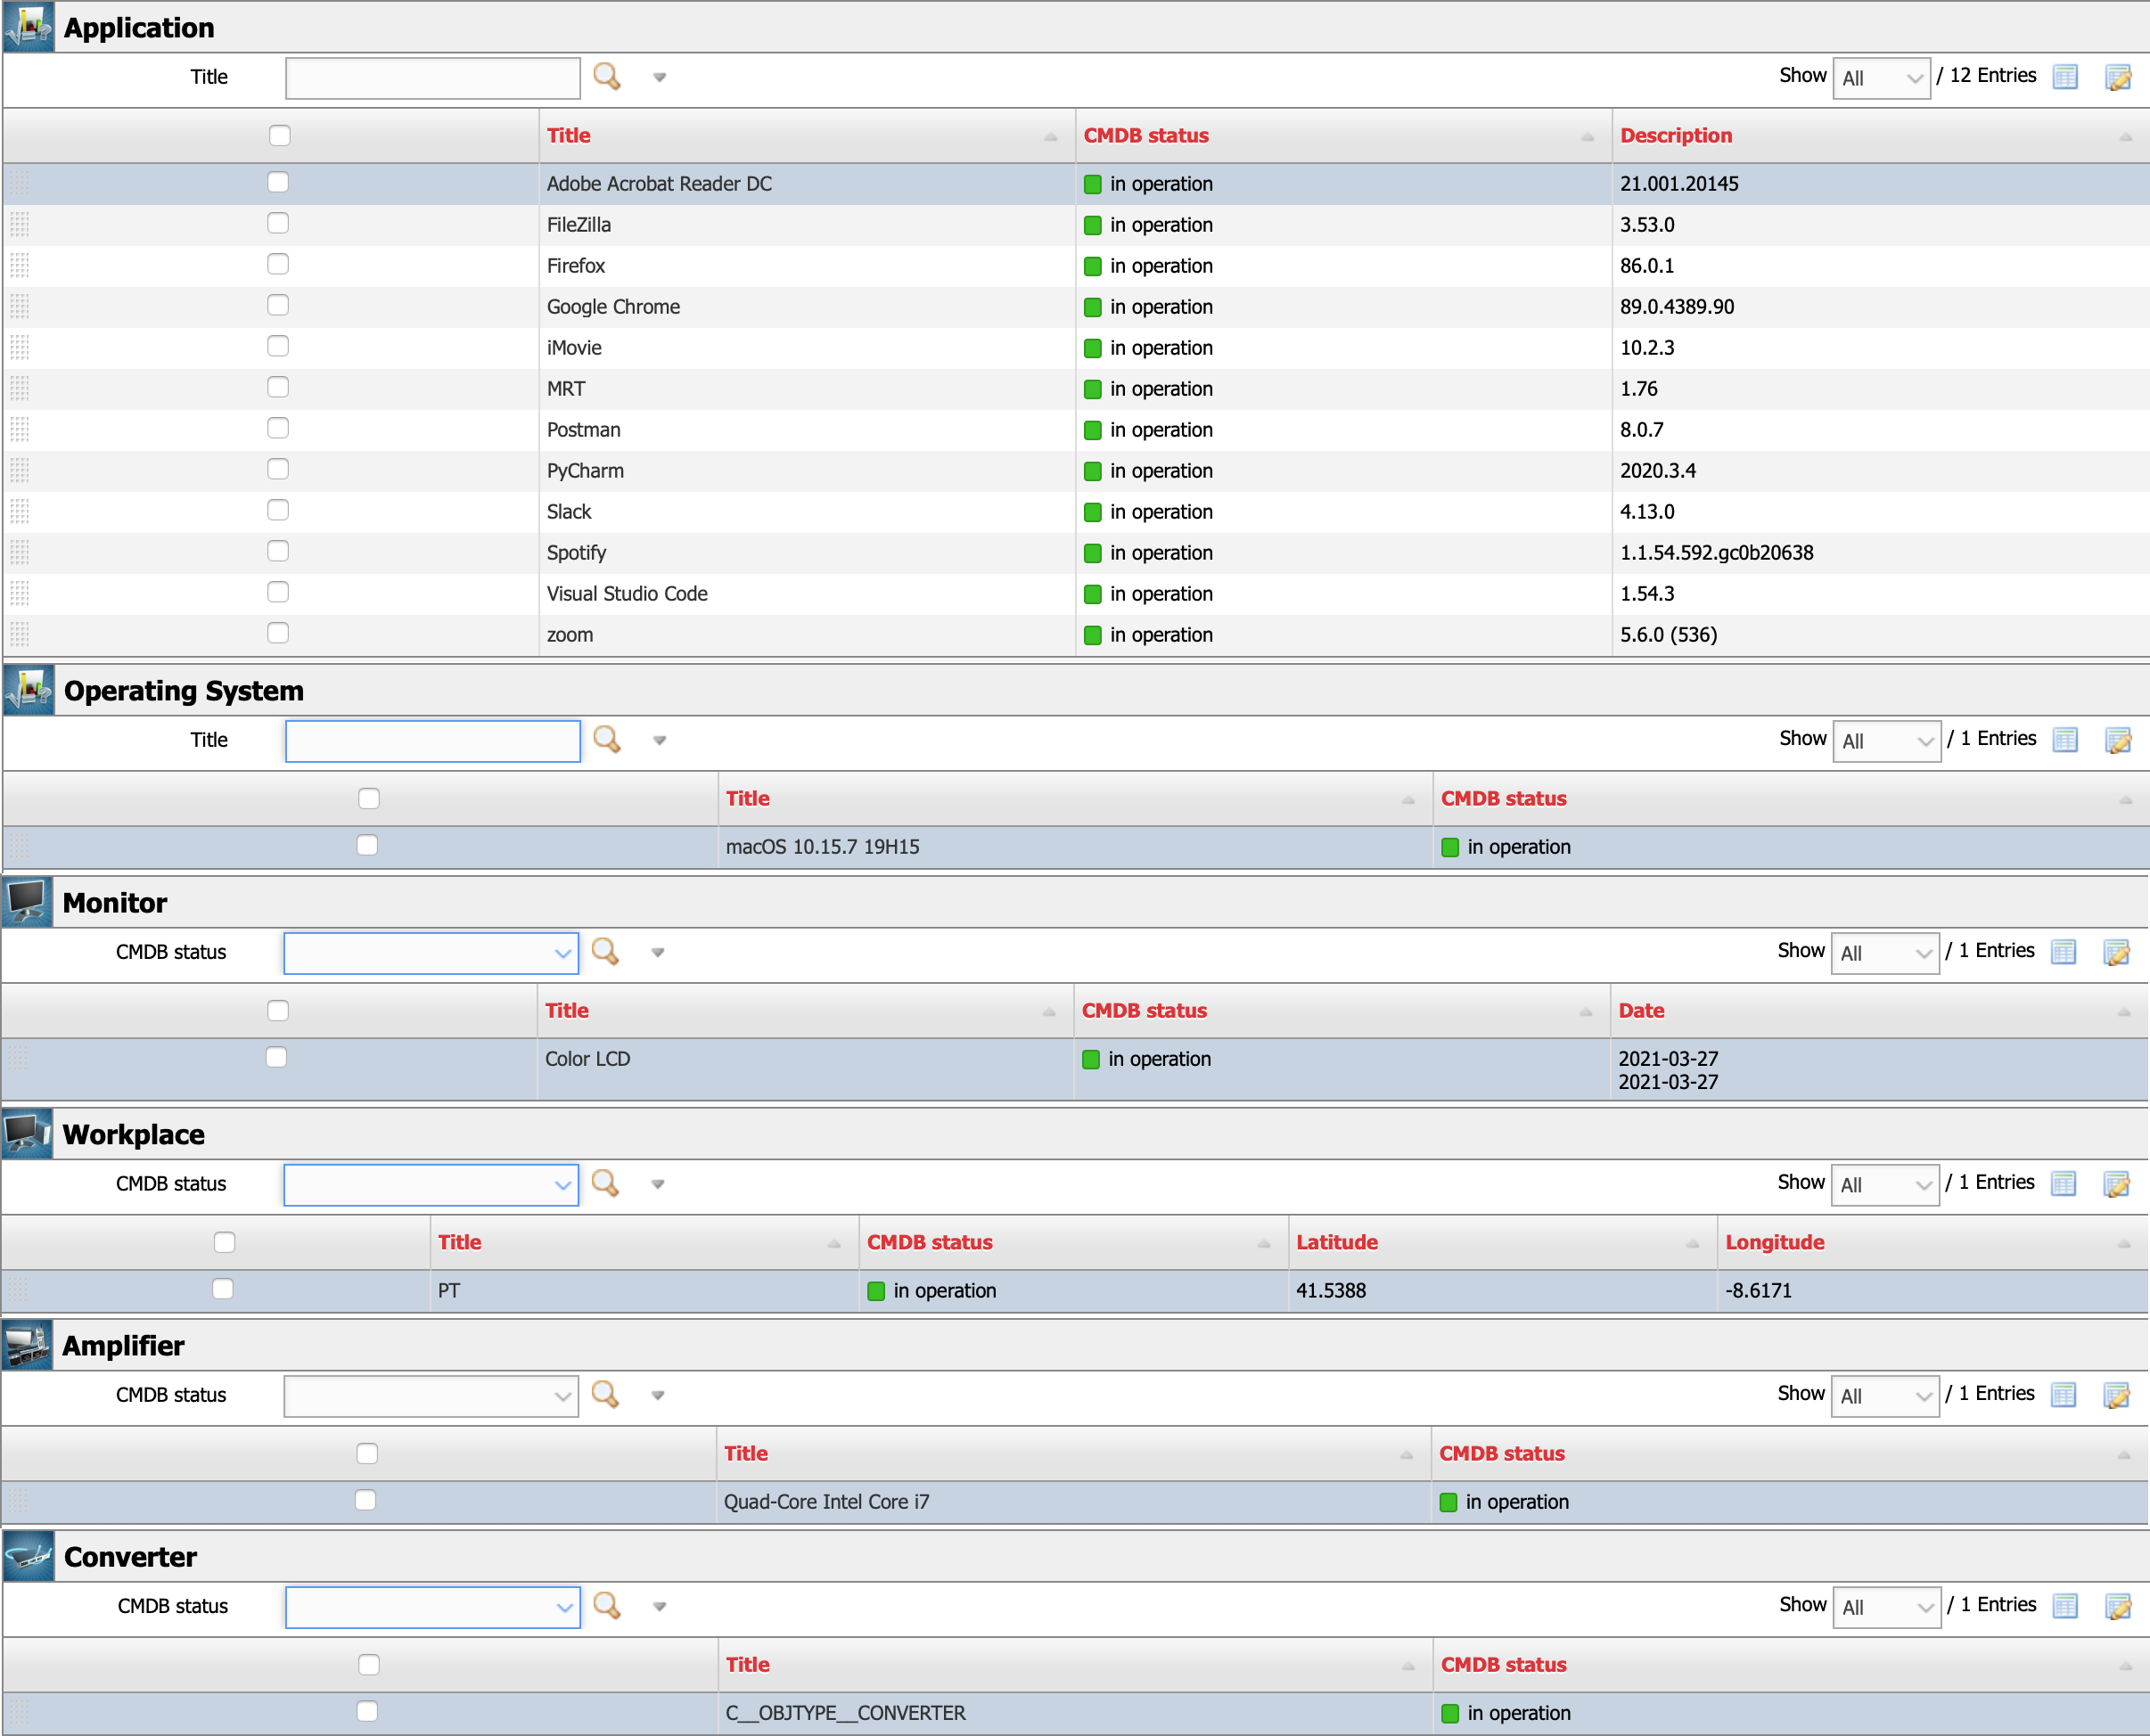 Application
Title Show All / 12 Entries
Title CMDB status Description
Adobe Acrobat Reader DC in operation 21.001.20145
FileZilla in operation 3.53.0
Firefox in operation 86.0.1
Google Chrome in operation 89.0.4389.90
iMovie in operation 10.2.3
MRT in operation 1.76
Postman in operation 8.0.7
PyCharm in operation 2020.3.4
Slack in operation 4.13.0
Spotify in operation 1.1.54.592.gc0b20638
Visual Studio Code in operation 1.54.3
zoom in operation 5.6.0 (536)
Operating System
Title Show All / 1 Entries
Title CMDB status
macOS 10.15.7 19H15 in operation
Monitor
CMDB status Show All / 1 Entries
Title CMDB status Date
Color LCD in operation 2021-03-27
2021-03-27
Workplace
CMDB status Show All / 1 Entries
Title CMDB status Latitude Longitude
PT in operation 41.5388 -8.6171
Amplifier
CMDB status Show All / 1 Entries
Title CMDB status
Quad-Core Intel Core i7 in operation
Converter
CMDB status Show All / 1 Entries
Title CMDB status
C__OBJTYPE__CONVERTER in operation